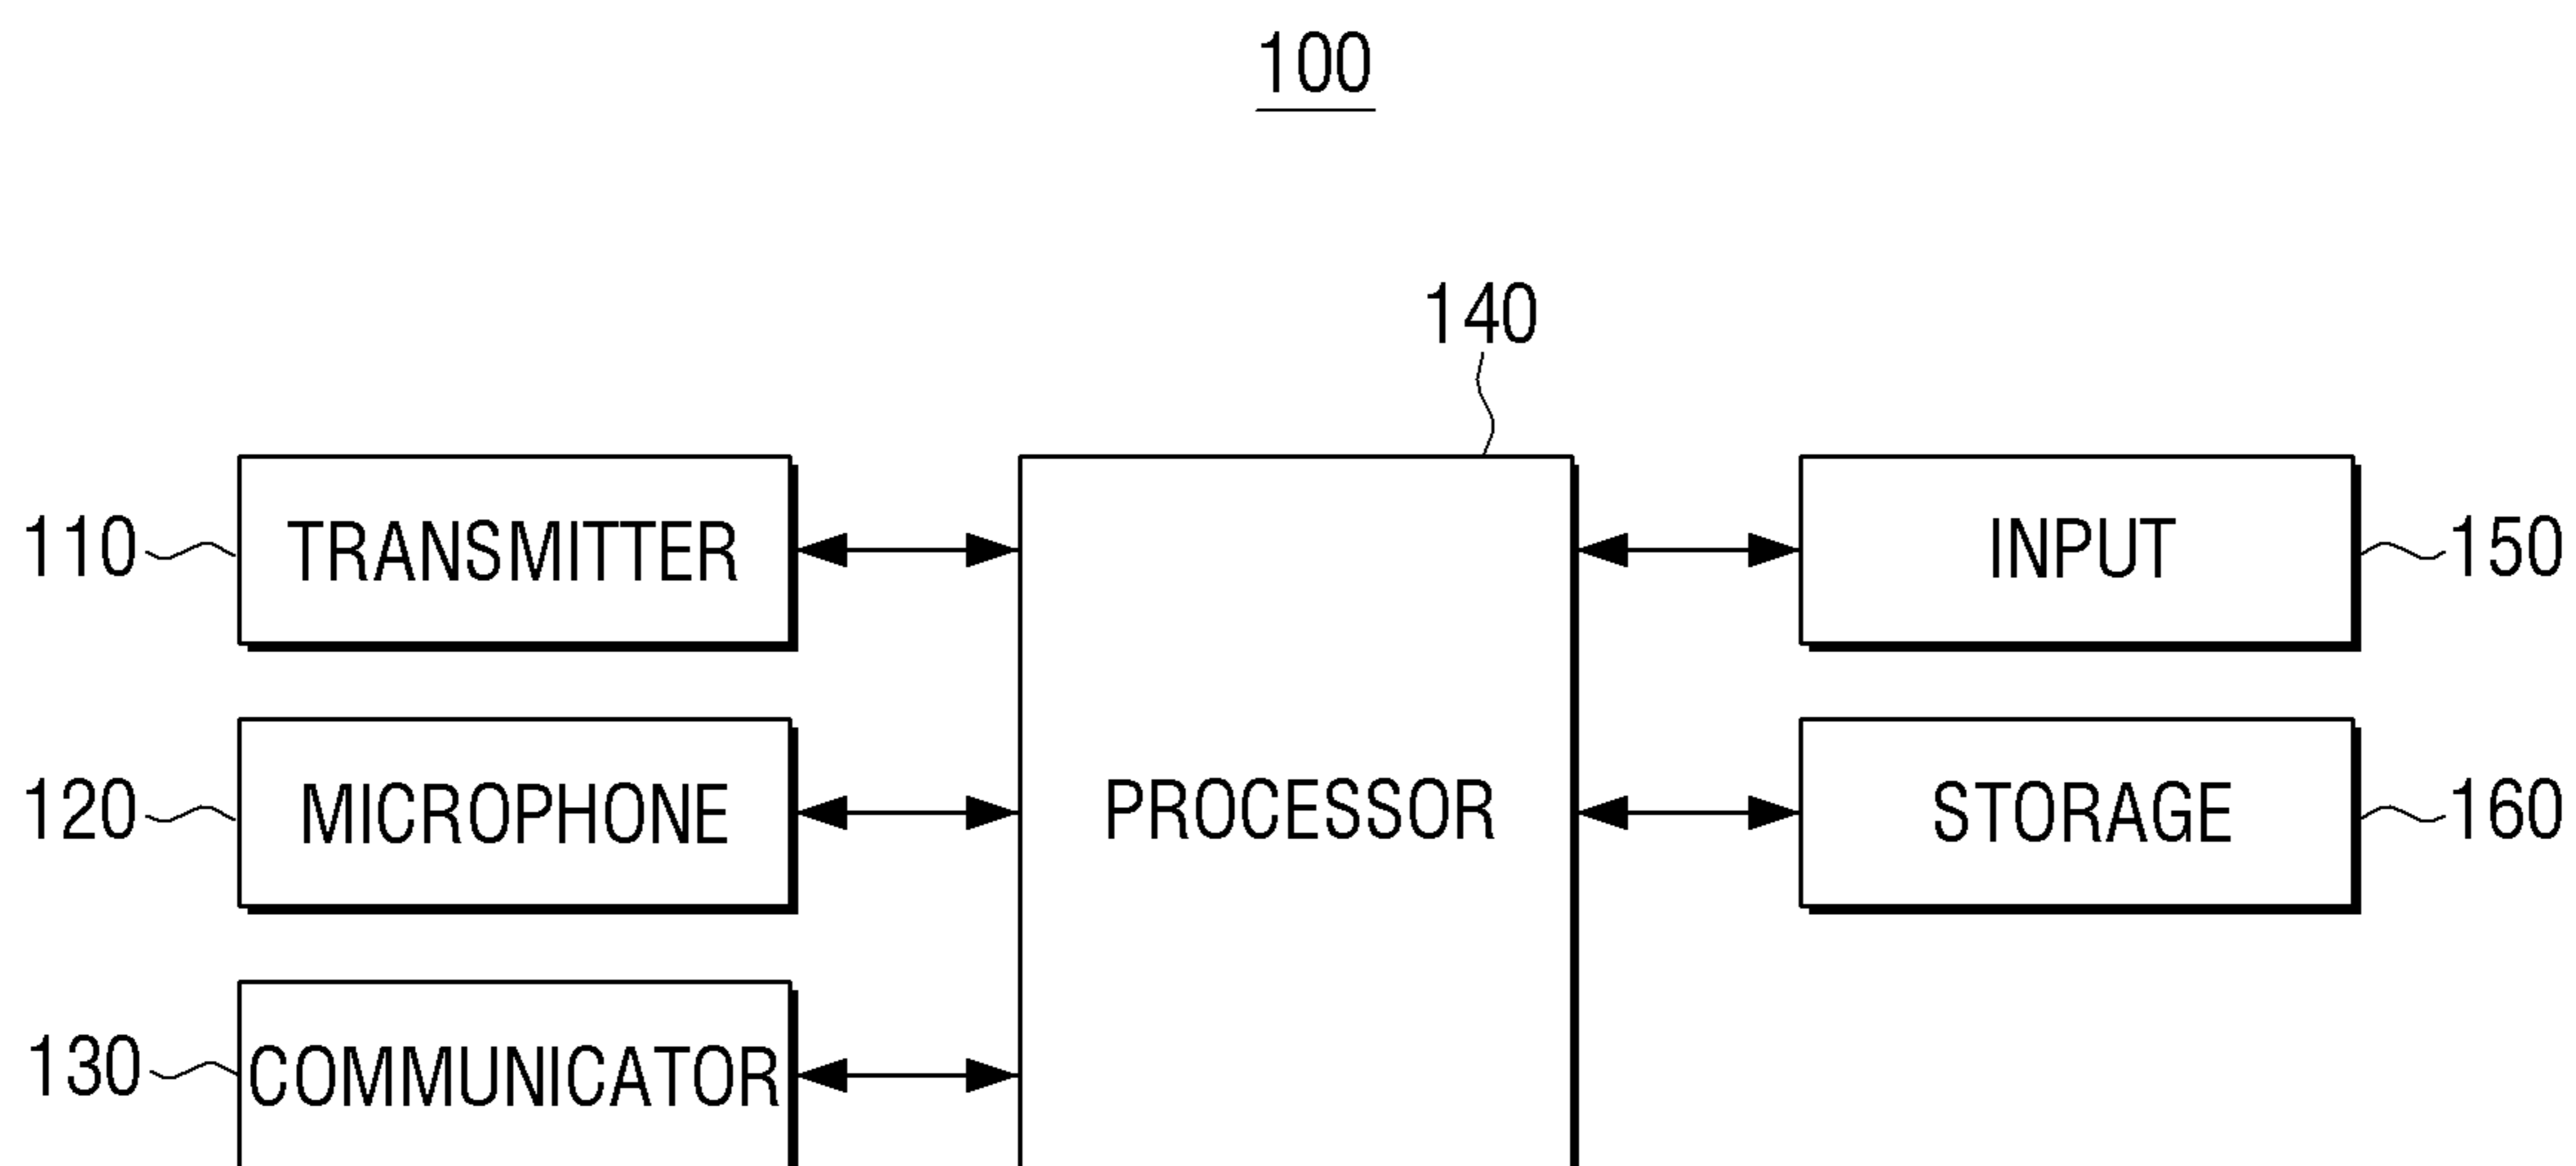 100
140
110 TRANSMITTER
INPUT 150
120 MICROPHONE
PROCESSOR
STORAGE 160
130 COMMUNICATOR